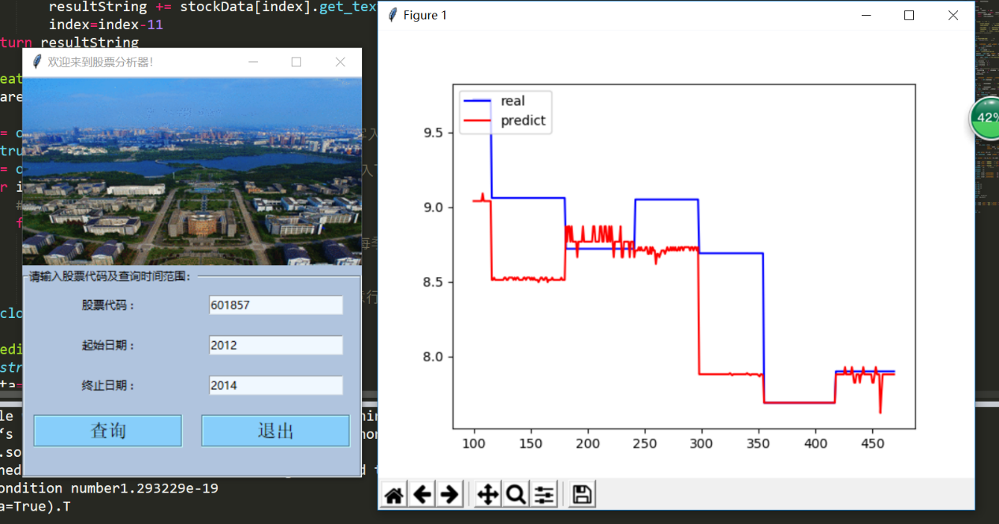 resultString += stockData[index].get_tex
index=index-11
turn resultString
欢迎来到股票分析器!
请输入股票代码及查询时间范围:
股票代码：
601857
起始日期：
2012
终止日期：
2014
查询
退出
ondition number1.293229e-19
a=True).T
Figure 1
real
predict
9.5
9.0
8.5
8.0
100
150
200
250
300
350
400
450
42%